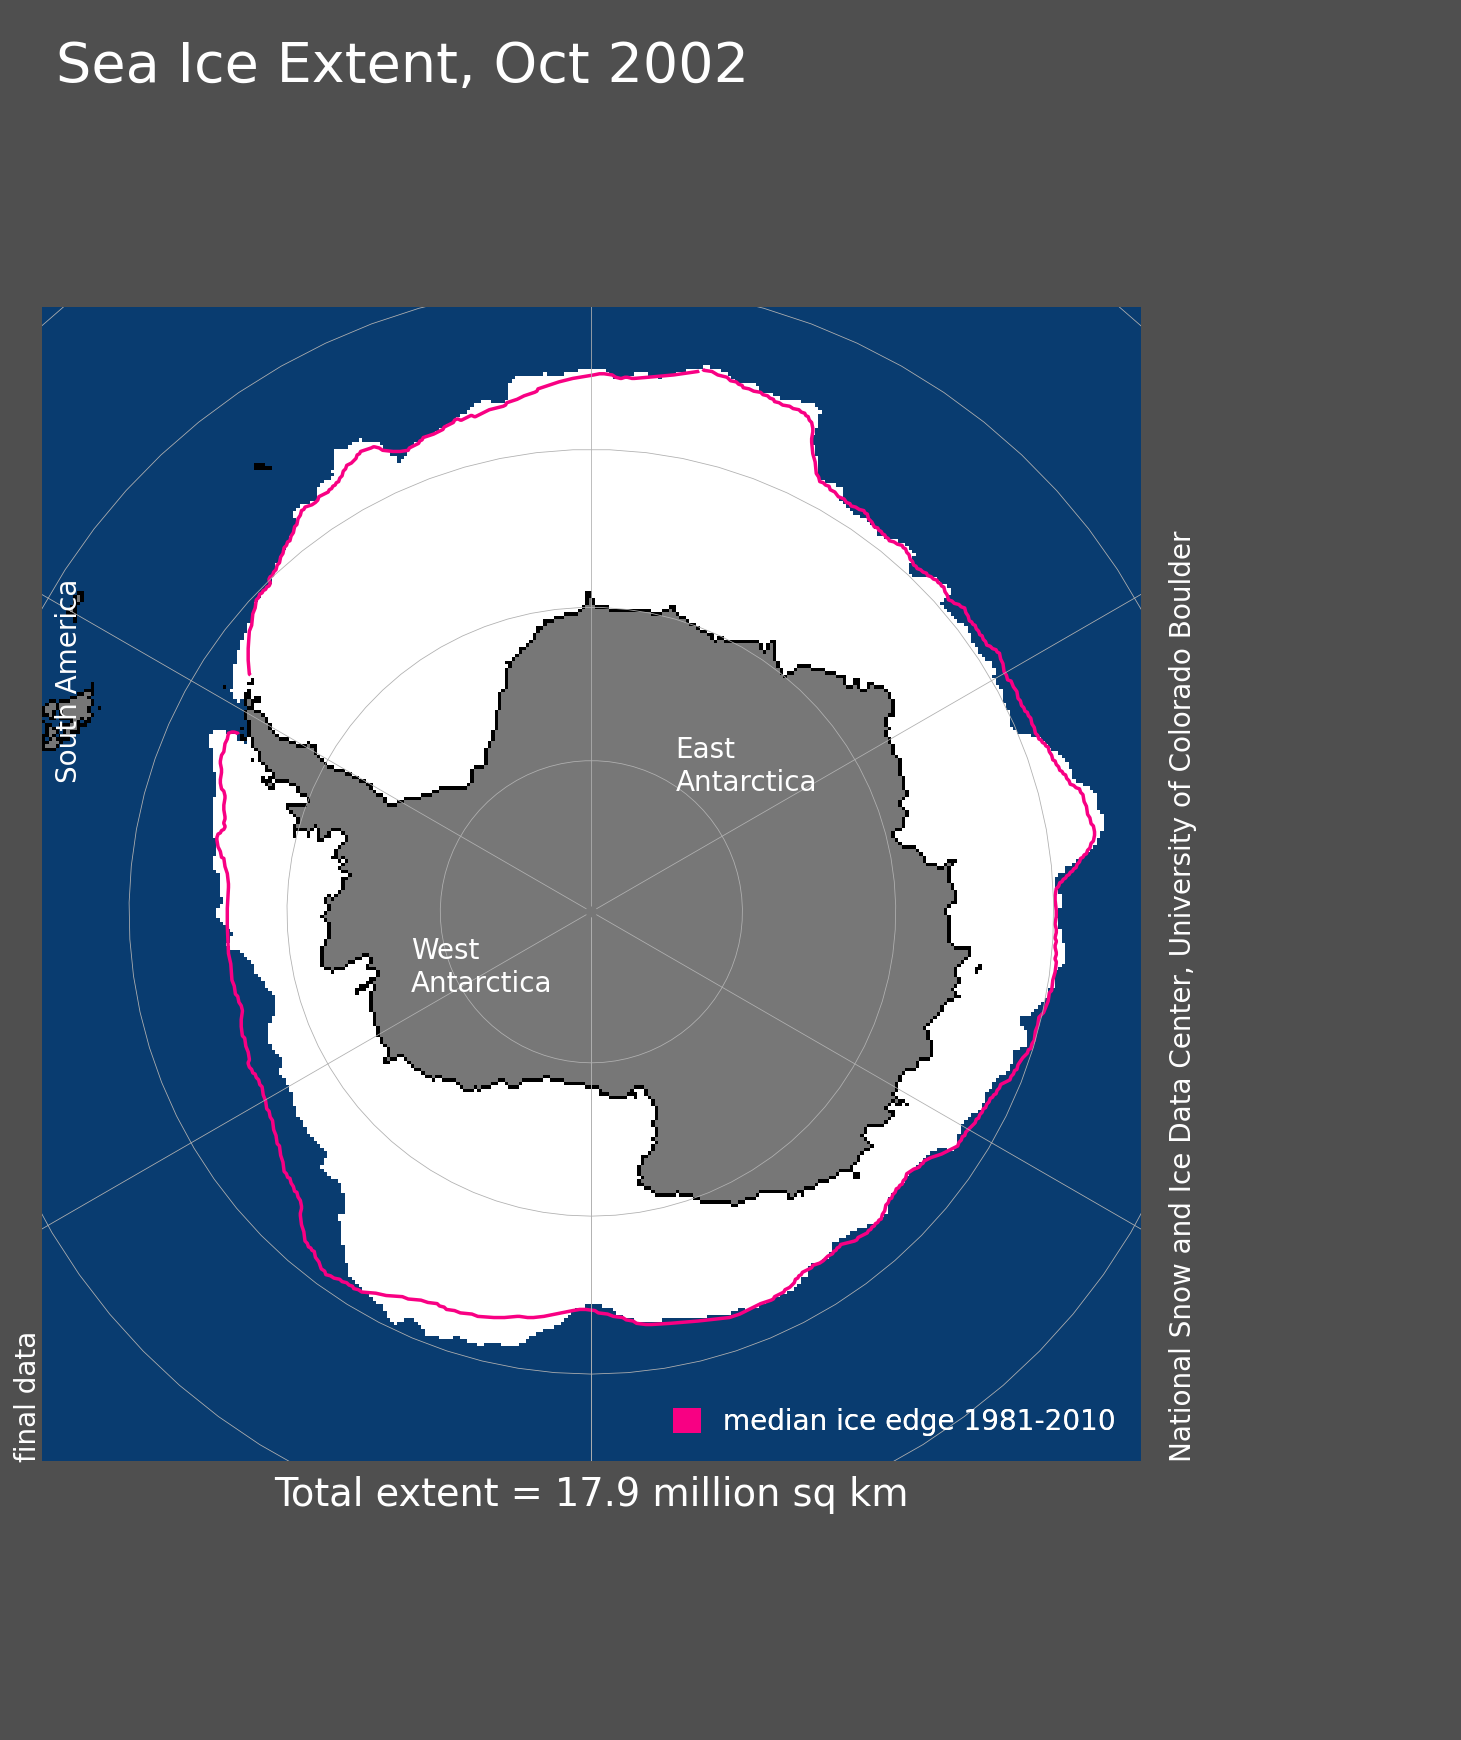 Sea Ice Extent, Oct 2002
South America
East
Antarctica
West
Antarctica
median ice edge 1981-2010
final data
National Snow and Ice Data Center, University of Colorado Boulder
Total extent = 17.9 million sq km